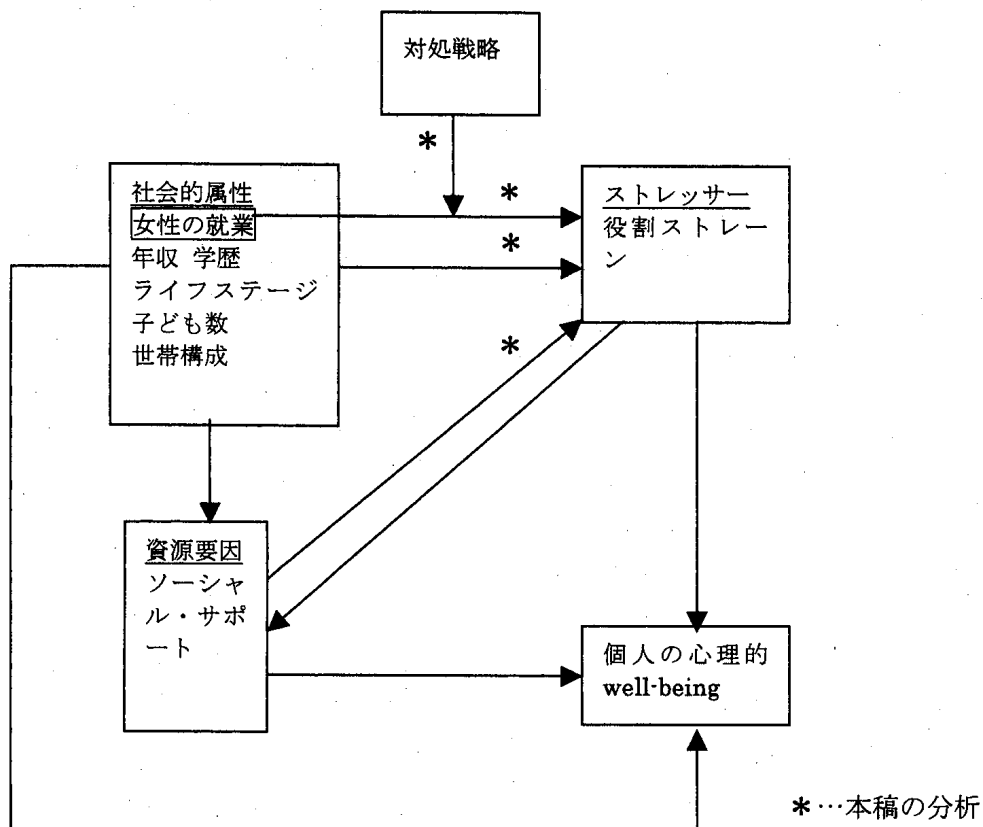 対処戦略
*
社会的属性
女性の就業
年収 学歴
ライフステージ
子ども数
世帯構成
*
*
*
ストレッサー
役割ストレー
ン
資源要因
ソーシャ
ル・サポ
ート
個人の心理的
well-being
*…本稿の分析